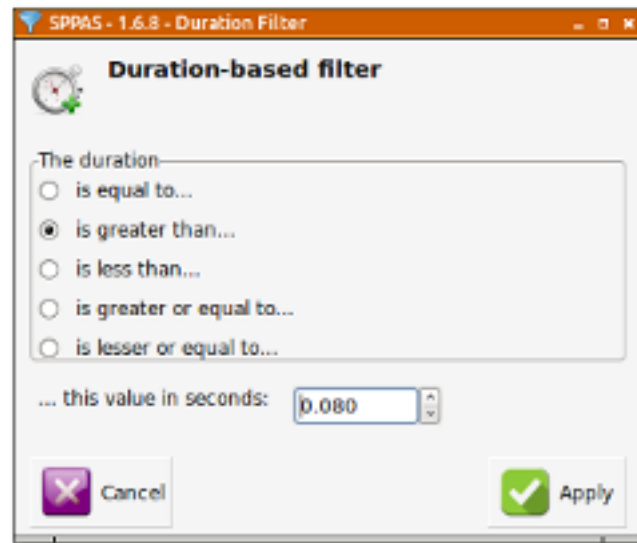 SPPAS - 1.6.8 - Duration Filter
Duration-based filter
The duration
is equal to...
is greater than...
is less than...
is greater or equal to...
is lesser or equal to...
... this value in seconds: 0.080
Cancel Apply